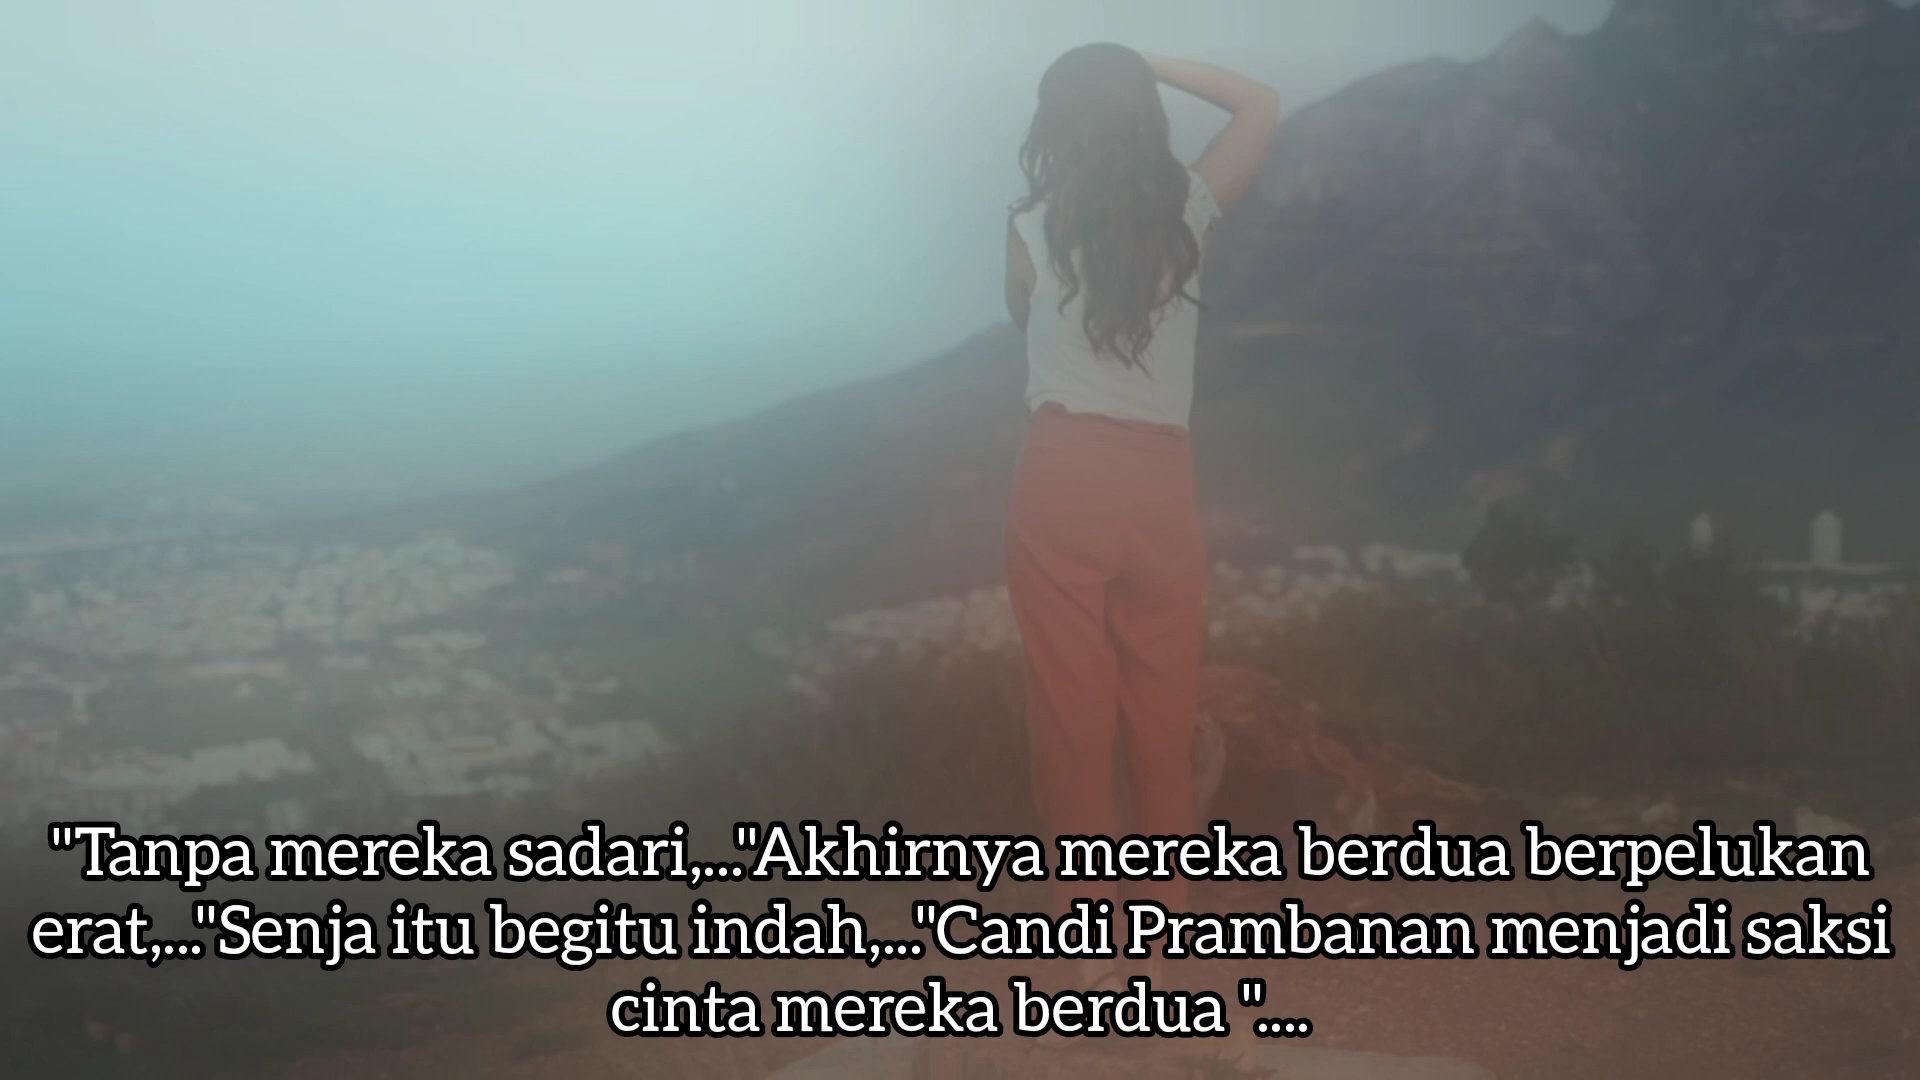 "Tanpa mereka sadari,..."Akhirnya mereka berdua berpelukan
erat,..."Senja itu begitu indah,..."Candi Prambanan menjadi saksi
cinta mereka berdua "....